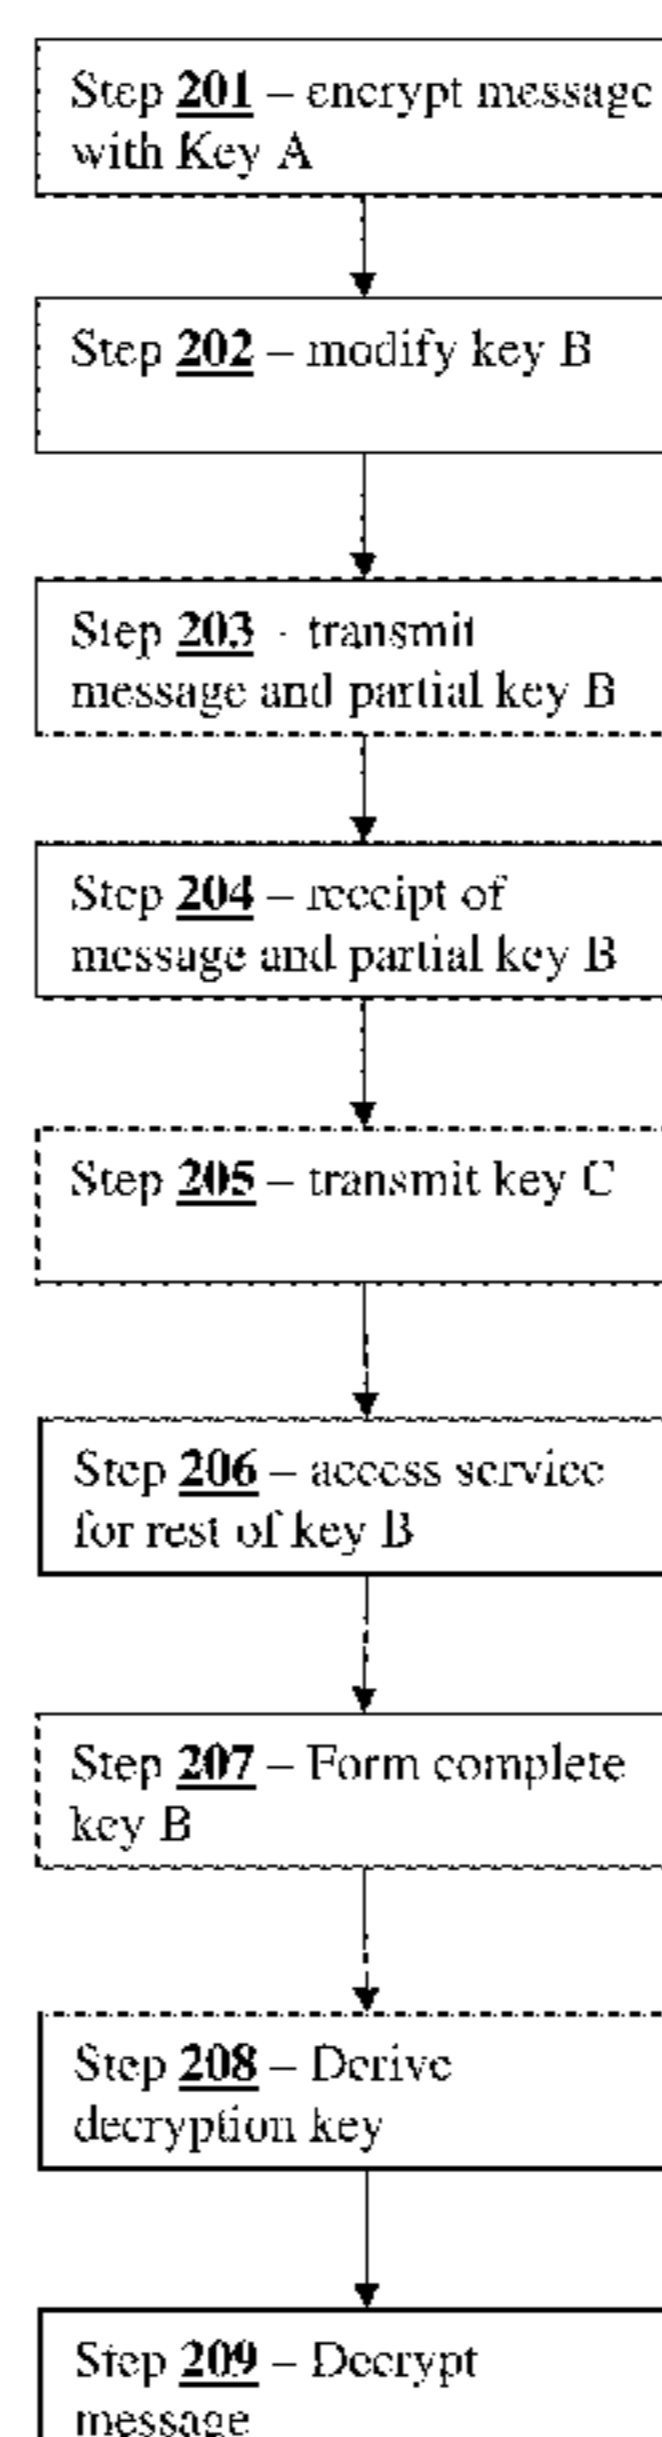 Step 201 – encrypt message
with Key A
Step 202 – modify key B
Step 203 - transmit
message and partial key B
Step 204 – receipt of
message and partial key B
Step 205 – transmit key C
Step 206 – access service
for rest of key B
Step 207 – Form complete
key B
Step 208 – Derive
decryption key
Step 209 – Decrypt
message